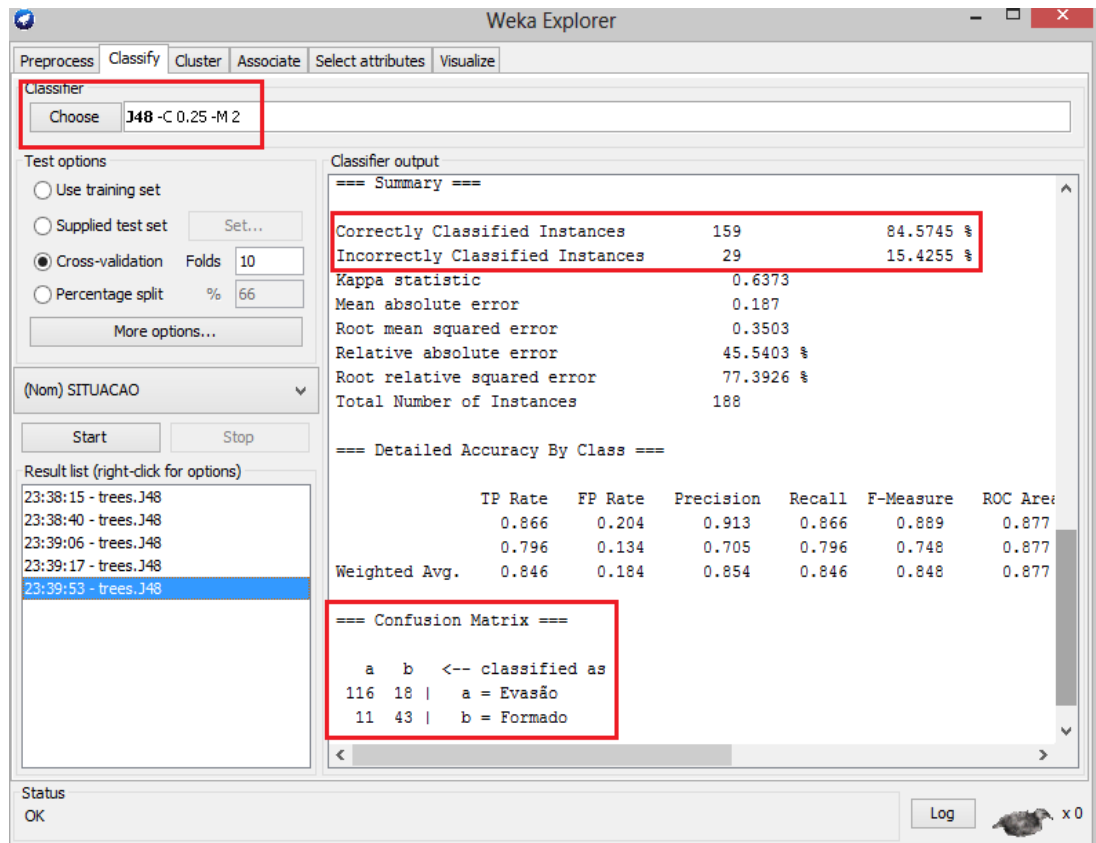 Weka Explorer
Preprocess Classify Cluster Associate Select attributes Visualize
Classifier
Choose J48 -C 0.25 -M 2
Test options
Use training set
Supplied test set Set...
Cross-validation Folds 10
Percentage split % 66
More options...
(Nom) SITUACAO
Start Stop
Result list (right-click for options)
23:38:15 - trees.J48
23:38:40 - trees.J48
23:39:06 - trees.J48
23:39:17 - trees.J48
23:39:53 - trees.J48
Classifier output
=== Summary ===
Correctly Classified Instances 159 84.5745 %
Incorrectly Classified Instances 29 15.4255 %
Kappa statistic 0.6373
Mean absolute error 0.187
Root mean squared error 0.3503
Relative absolute error 45.5403 %
Root relative squared error 77.3926 %
Total Number of Instances 188
=== Detailed Accuracy By Class ===
TP Rate FP Rate Precision Recall F-Measure ROC Area
0.866 0.204 0.913 0.866 0.889 0.877
0.796 0.134 0.705 0.796 0.748 0.877
Weighted Avg. 0.846 0.184 0.854 0.846 0.848 0.877
=== Confusion Matrix ===
a b <-- classified as
116 18 | a = Evasão
11 43 | b = Formado
Status
OK
Log x 0